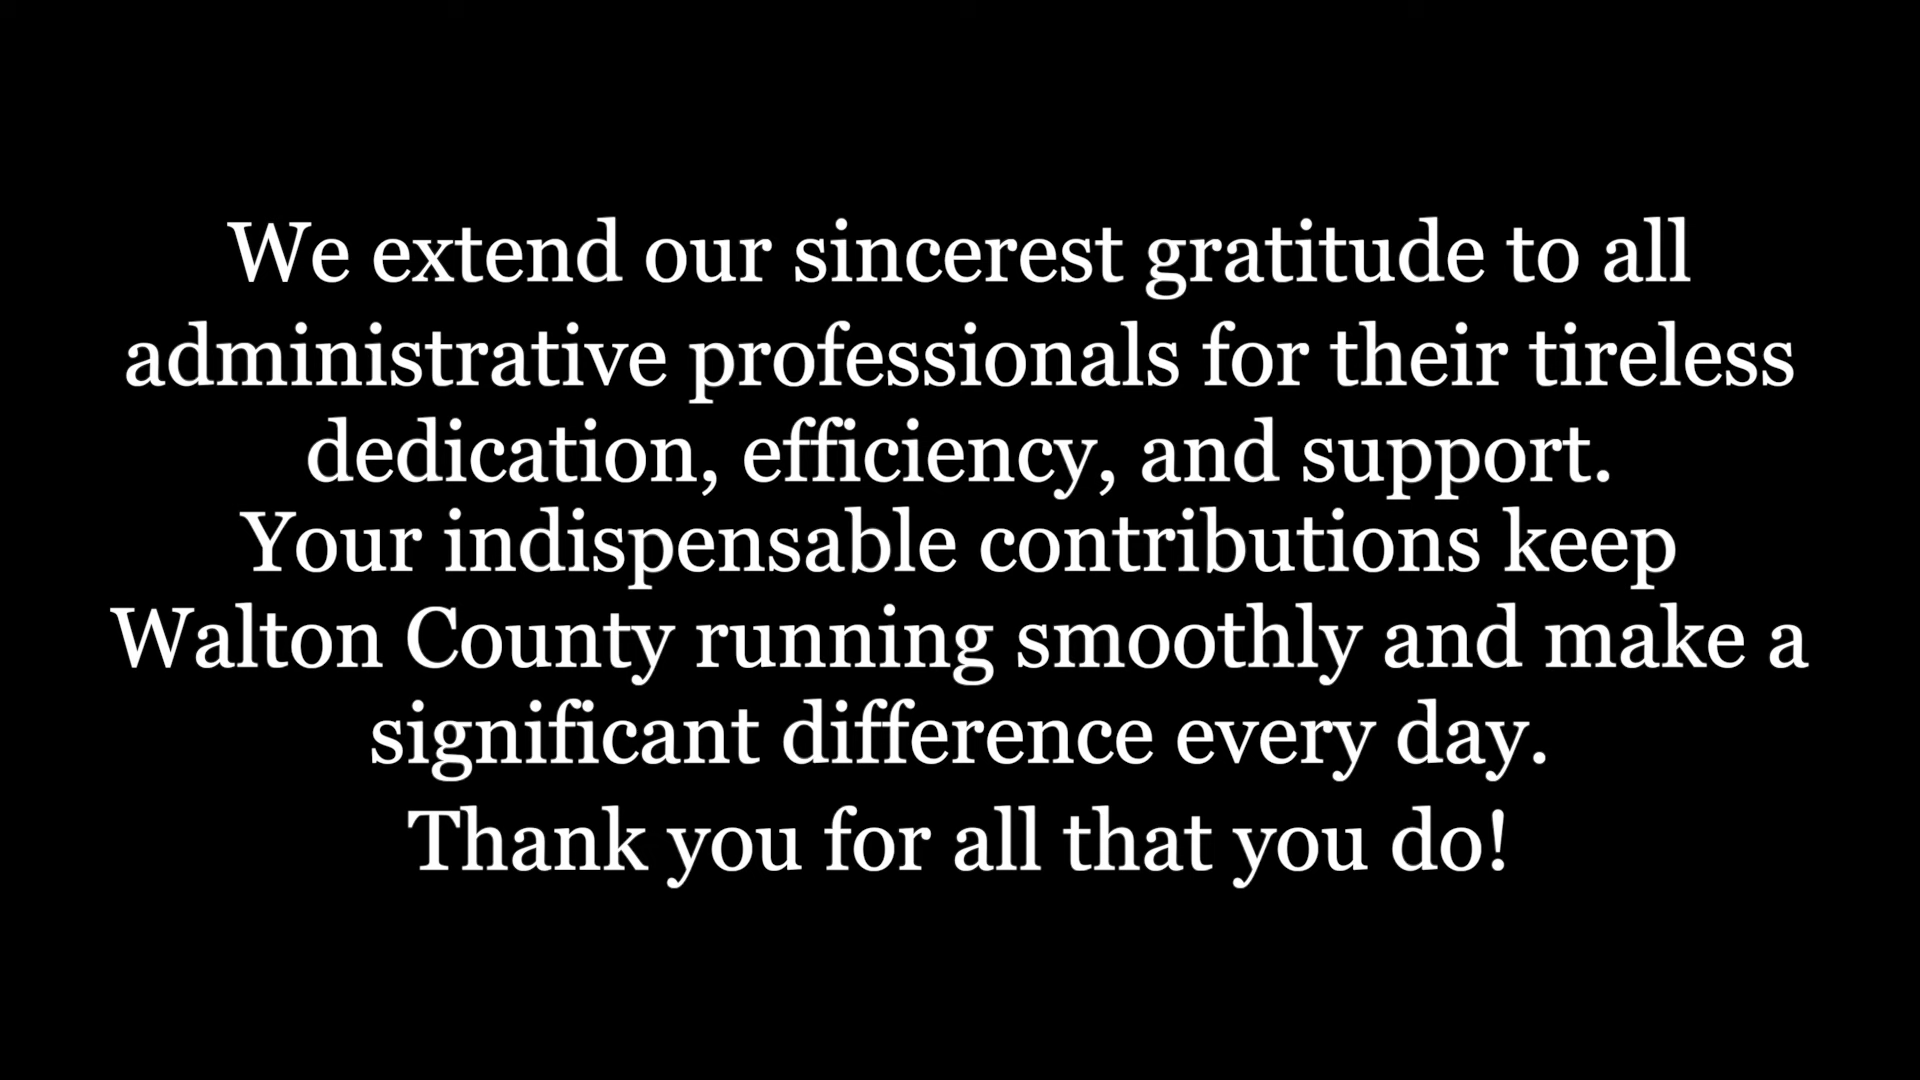 We extend our sincerest gratitude to all
administrative professionals for their tireless
dedication, efficiency, and support.
Your indispensable contributions keep
Walton County running smoothly and make a
significant difference every day.
Thank you for all that you do!